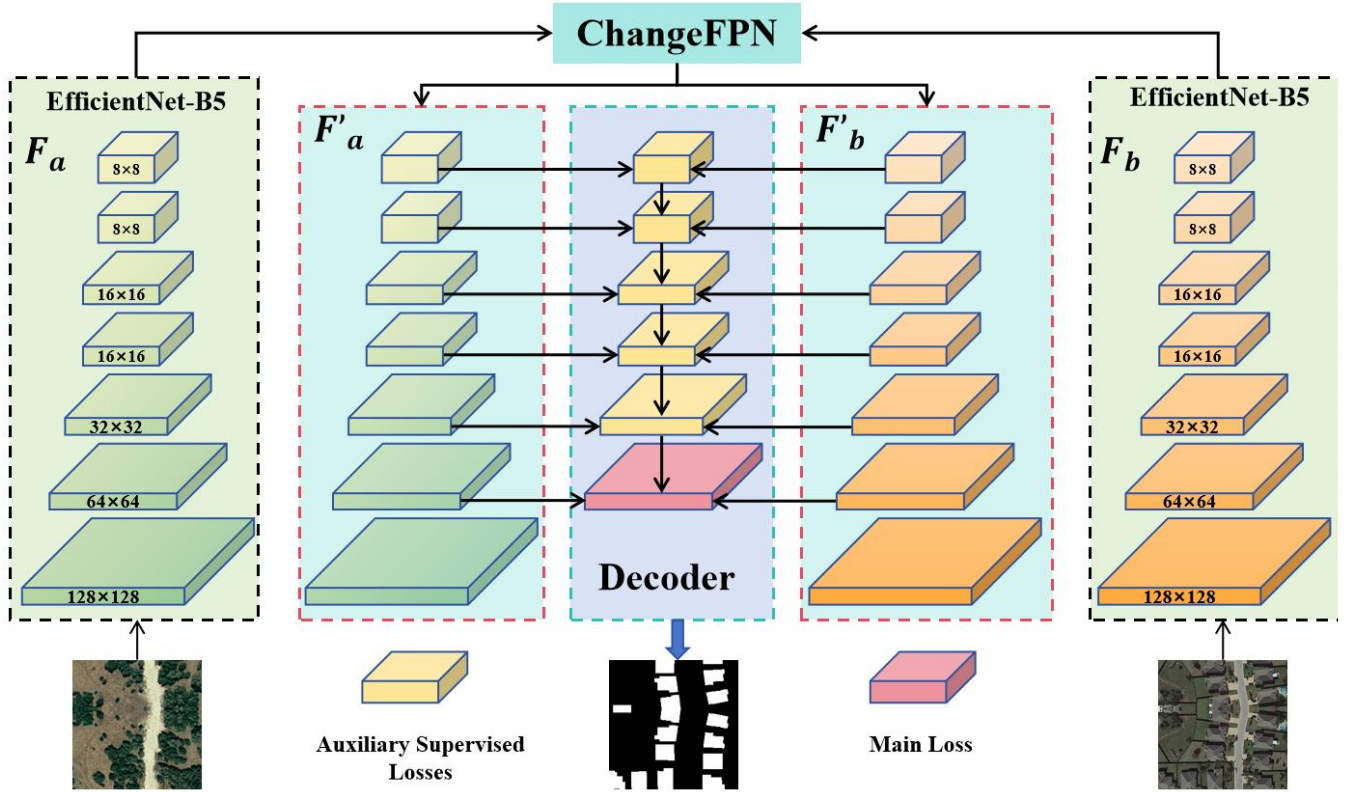 ChangeFPN
EfficientNet-B5
Fₐ
8×8
8×8
16×16
16×16
32×32
64×64
128×128
F'ₐ
Decoder
F'_b
EfficientNet-B5
F_b
8×8
8×8
16×16
16×16
32×32
64×64
128×128
Auxiliary Supervised
Losses
Main Loss